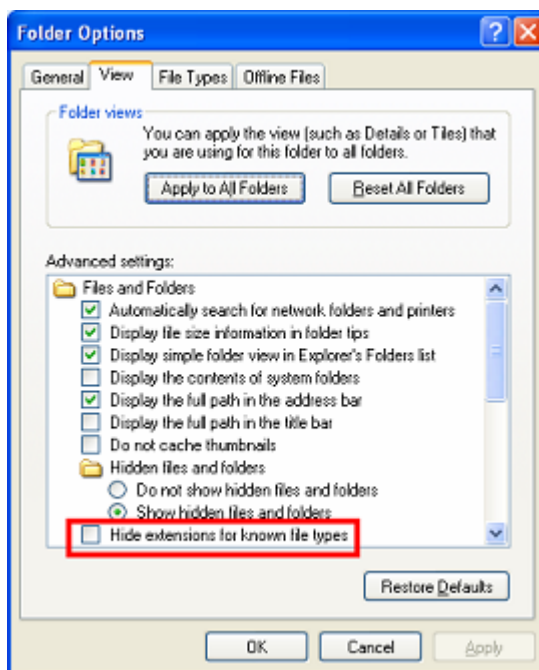 Folder Options
General View File Types Offline Files
Folder views
You can apply the view (such as Details or Tiles) that
you are using for this folder to all folders.
Apply to All Folders Reset All Folders
Advanced settings:
Files and Folders
Automatically search for network folders and printers
Display file size information in folder tips
Display simple folder view in Explorer's Folders list
Display the contents of system folders
Display the full path in the address bar
Display the full path in the title bar
Do not cache thumbnails
Hidden files and folders
Do not show hidden files and folders
Show hidden files and folders
Hide extensions for known file types
Restore Defaults
OK Cancel Apply